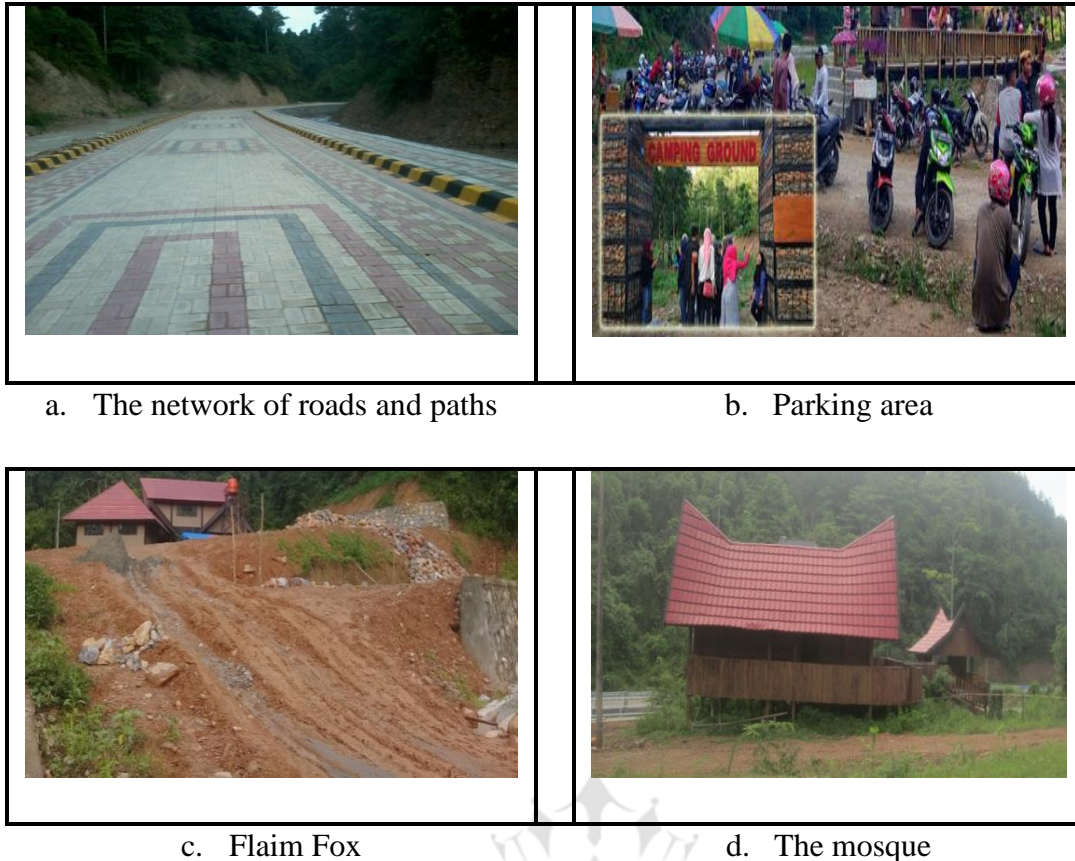 CAMPING GROUND
a. The network of roads and paths
b. Parking area
c. Flaim Fox
d. The mosque